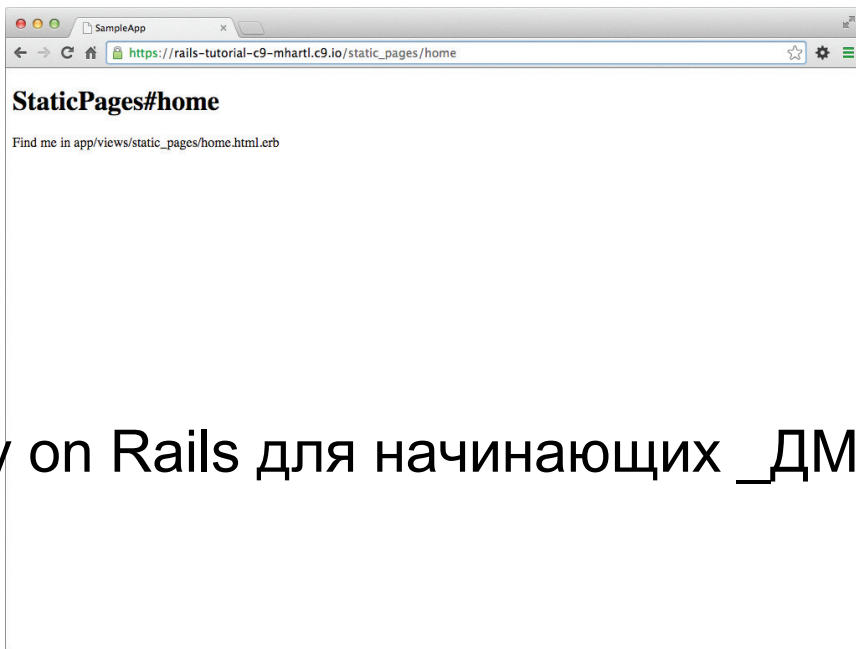 SampleApp
https://rails-tutorial-c9-mhartl.c9.io/static_pages/home
StaticPages#home
Find me in app/views/static_pages/home.html.erb
y on Rails для начинающих _ДМ